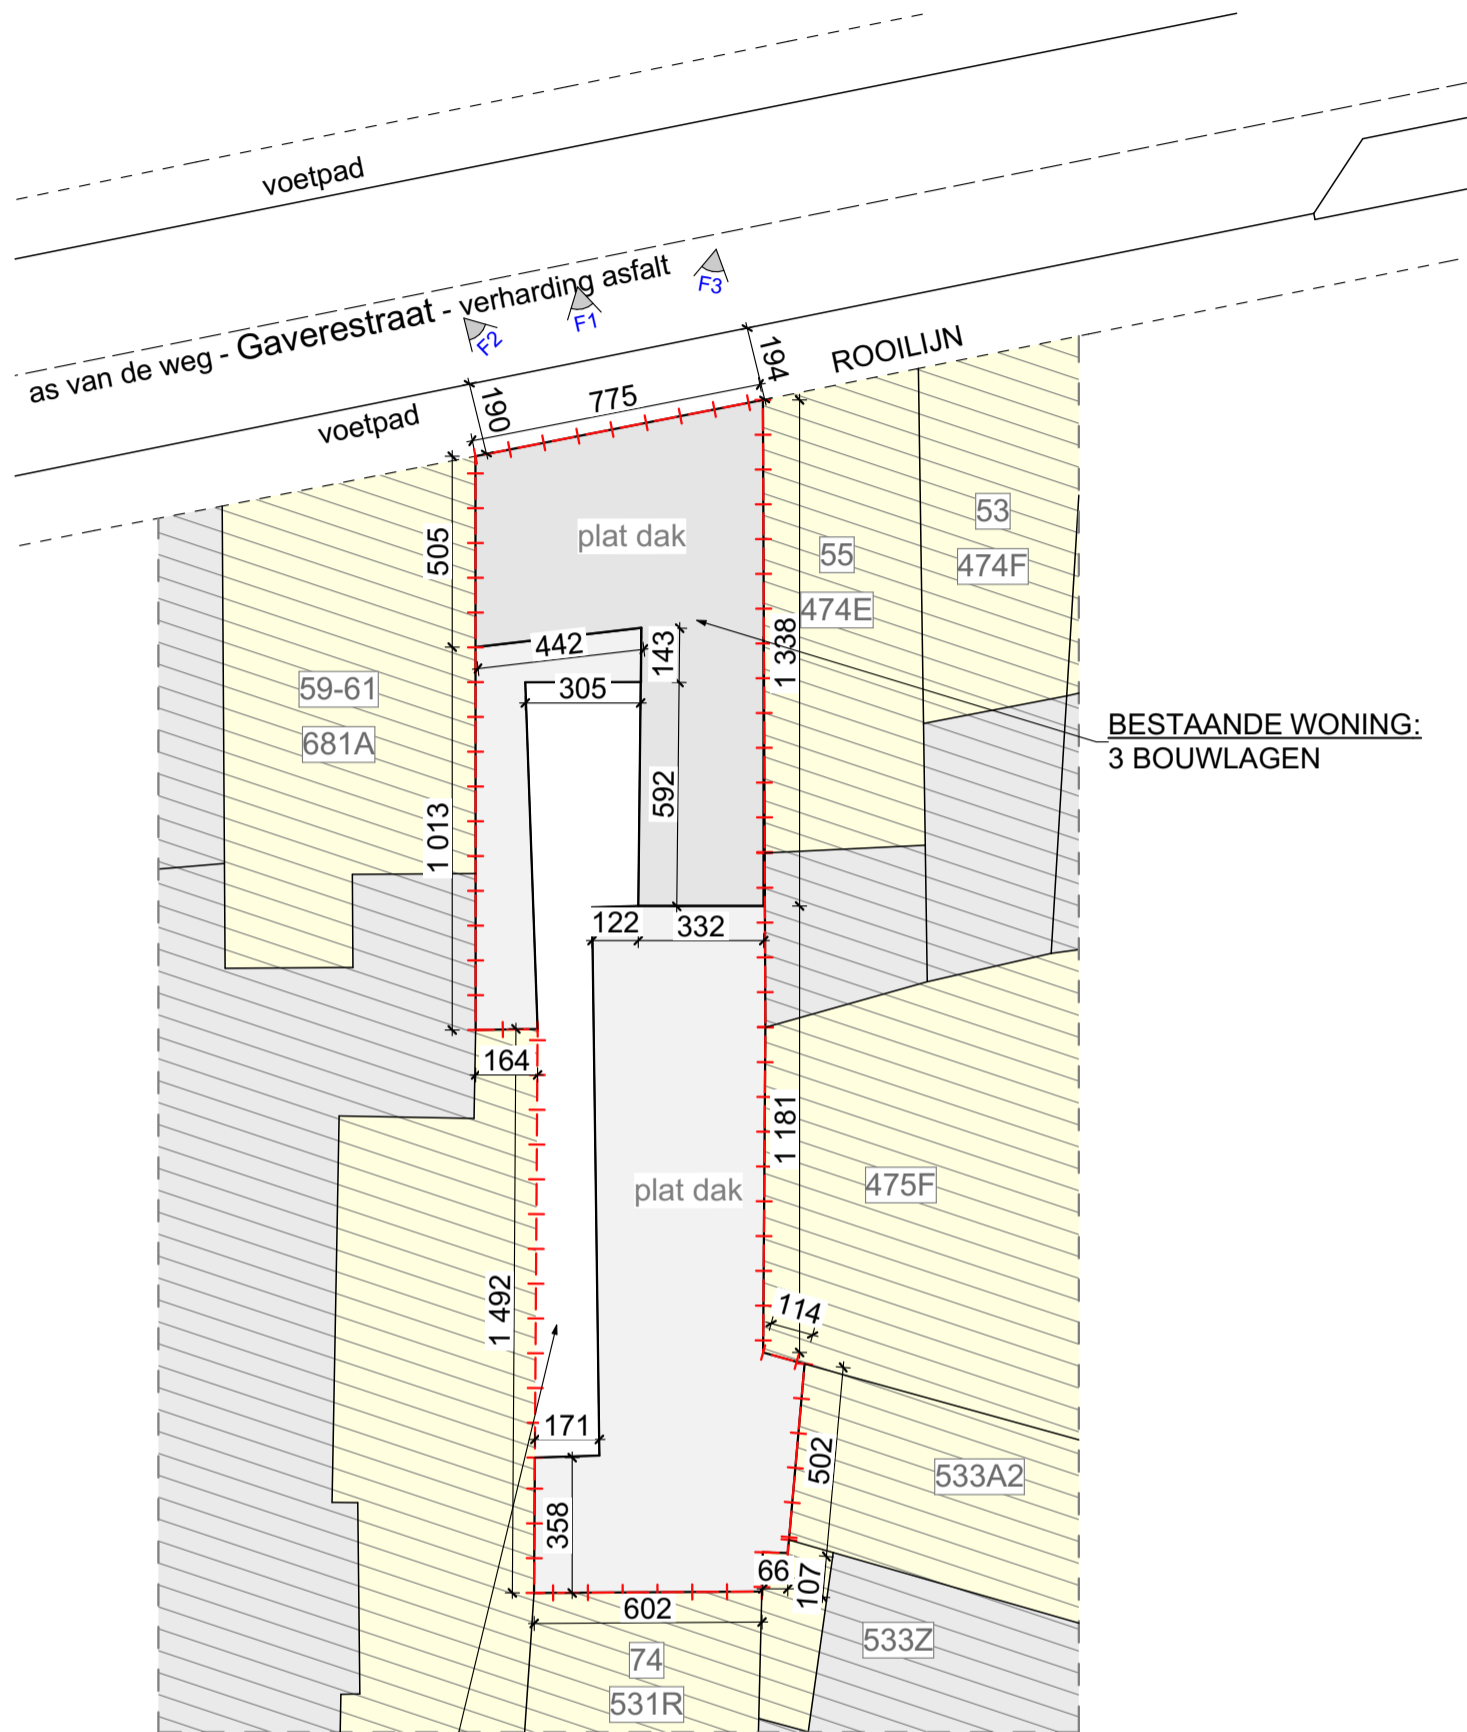 voetpad
as van de weg - Gaverestraat - verharding asfalt
F2
F1
F3
voetpad
190
775
194
ROOILIJN
505
plat dak
55
474E
53
474F
442
143
1 338
305
59-61
681A
BESTAANDE WONING:
3 BOUWLAGEN
592
1 013
122
332
164
1 181
plat dak
475F
1 492
114
171
502
533A2
358
66
107
602
533Z
74
531R